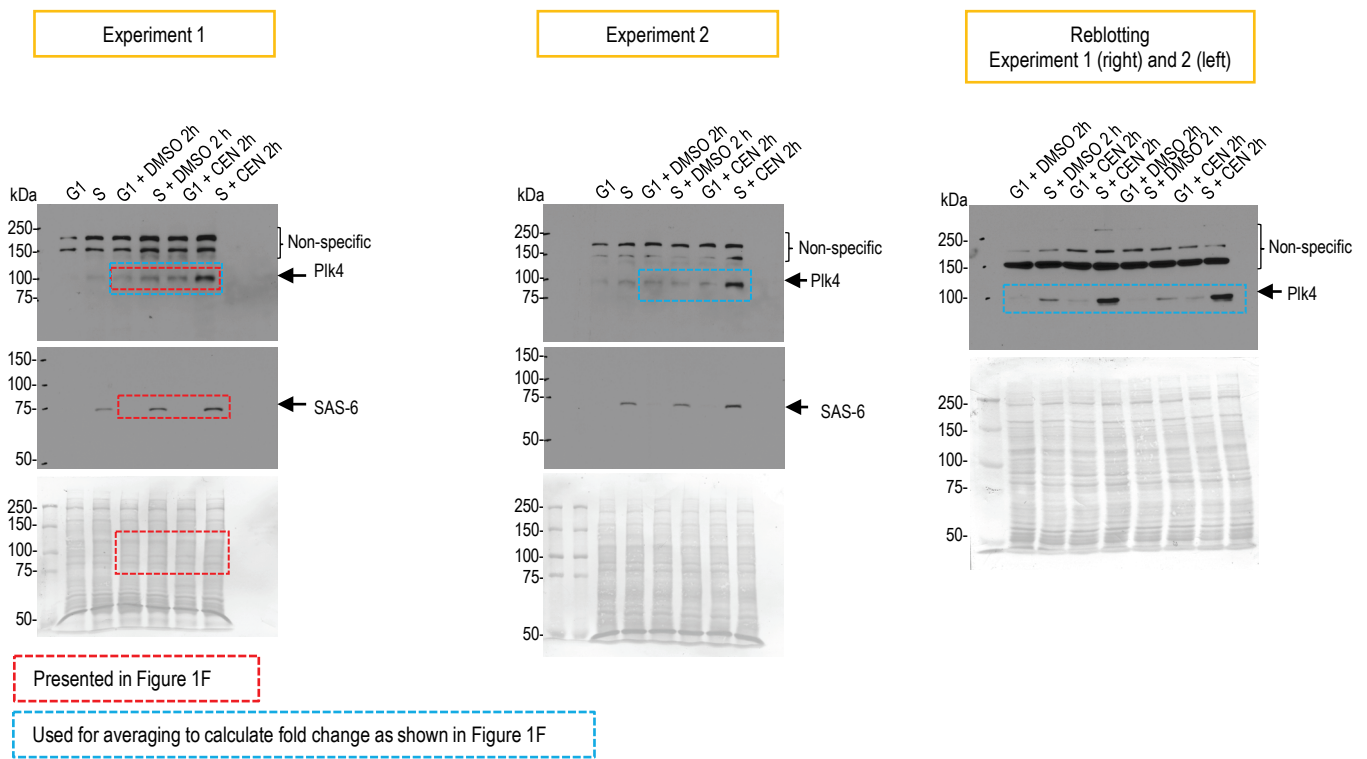 Experiment 1
Experiment 2
Reblotting
Experiment 1 (right) and 2 (left)
kDa
G1
S
G1 + DMSO 2h
S + DMSO 2 h
G1 + CEN 2h
S + CEN 2h
250-
150-
100-
75-
Non-specific
Plk4
150-
100-
75-
50-
SAS-6
250-
150-
100-
75-
50-
kDa
G1
S
G1 + DMSO 2h
S + DMSO 2 h
G1 + CEN 2h
S + CEN 2h
250-
150-
100-
75-
Non-specific
Plk4
150-
100-
75-
50-
SAS-6
250-
150-
100-
75-
50-
kDa
G1 + DMSO 2h
S + DMSO 2 h
G1 + CEN 2h
S + CEN 2h
G1 + DMSO 2h
S + DMSO 2 h
G1 + CEN 2h
S + CEN 2h
250-
150-
100-
Non-specific
Plk4
250-
150-
100-
75-
50-
Presented in Figure 1F
Used for averaging to calculate fold change as shown in Figure 1F